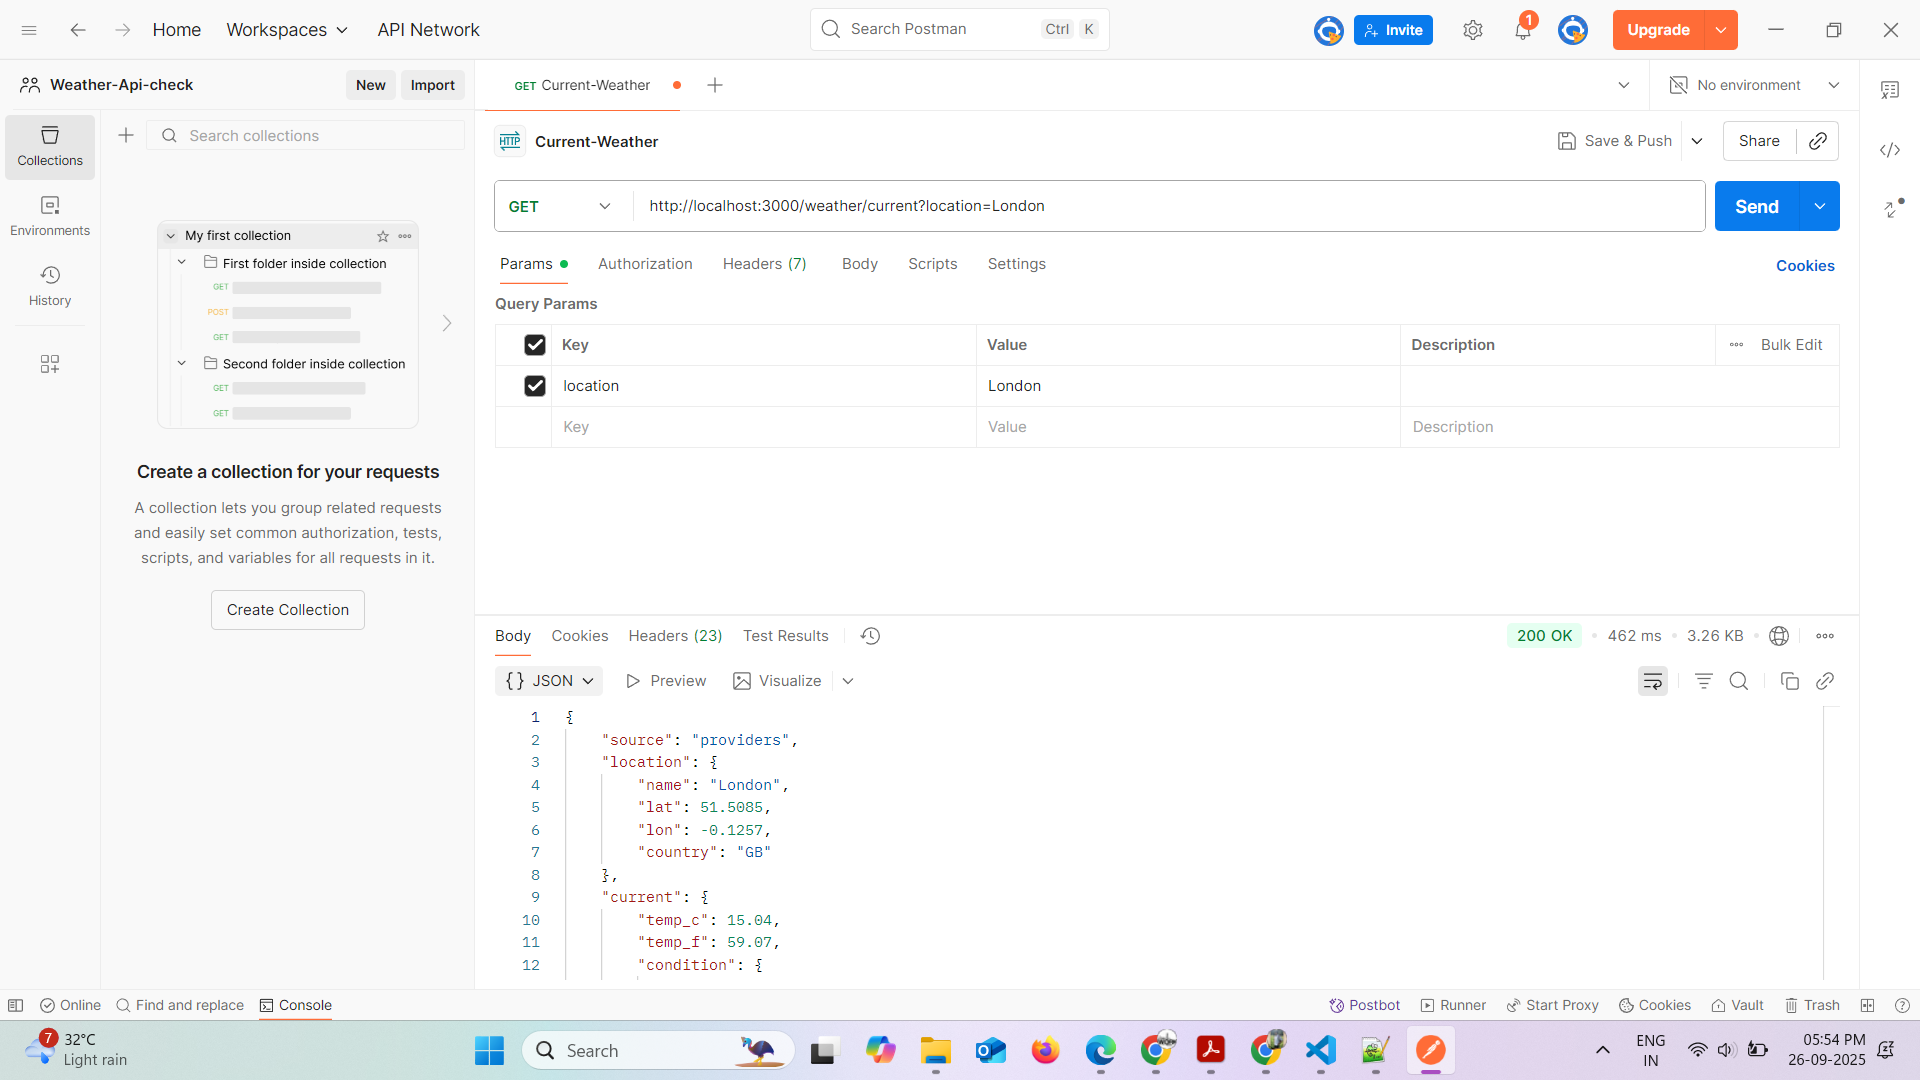 Home
Workspaces
API Network
Search Postman
Ctrl K
Invite
1
Upgrade
Weather-Api-check
New
Import
GET Current-Weather
No environment
Collections
Search collections
HTTP Current-Weather
Save & Push
Share
Environments
GET
http://localhost:3000/weather/current?location=London
Send
My first collection
First folder inside collection
GET
POST
GET
Second folder inside collection
GET
GET
History
Params
Authorization
Headers (7)
Body
Scripts
Settings
Cookies
Query Params
Key Value Description
Bulk Edit
location London
Key Value Description
Create a collection for your requests
A collection lets you group related requests
and easily set common authorization, tests,
scripts, and variables for all requests in it.
Create Collection
Body
Cookies
Headers (23)
Test Results
200 OK
462 ms
3.26 KB
{} JSON
Preview
Visualize
1 {
2 "source": "providers",
3 "location": {
4 "name": "London",
5 "lat": 51.5085,
6 "lon": -0.1257,
7 "country": "GB"
8 },
9 "current": {
10 "temp_c": 15.04,
11 "temp_f": 59.07,
12 "condition": {
Online
Find and replace
Console
Postbot
Runner
Start Proxy
Cookies
Vault
Trash
7
32°C
Light rain
Search
ENG
IN
05:54 PM
26-09-2025